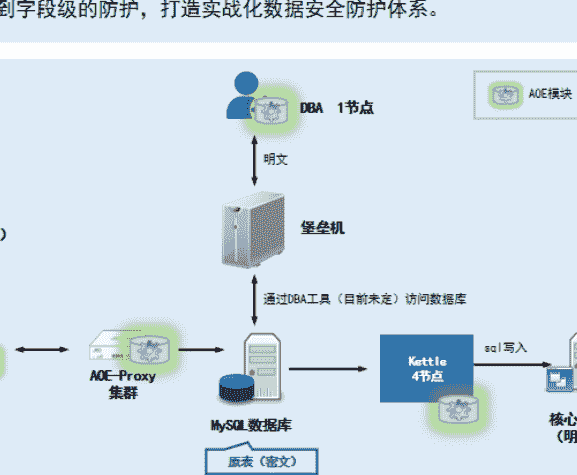 到字段级的防护，打造实战化数据安全防护体系。
DBA 1节点
AOE模块
明文
堡垒机
）
通过DBA工具（目前未定）访问数据库
Kettle
4节点
sql写入
AOE Proxy
集群
MySQL数据库
核心
（明
原表（密文）